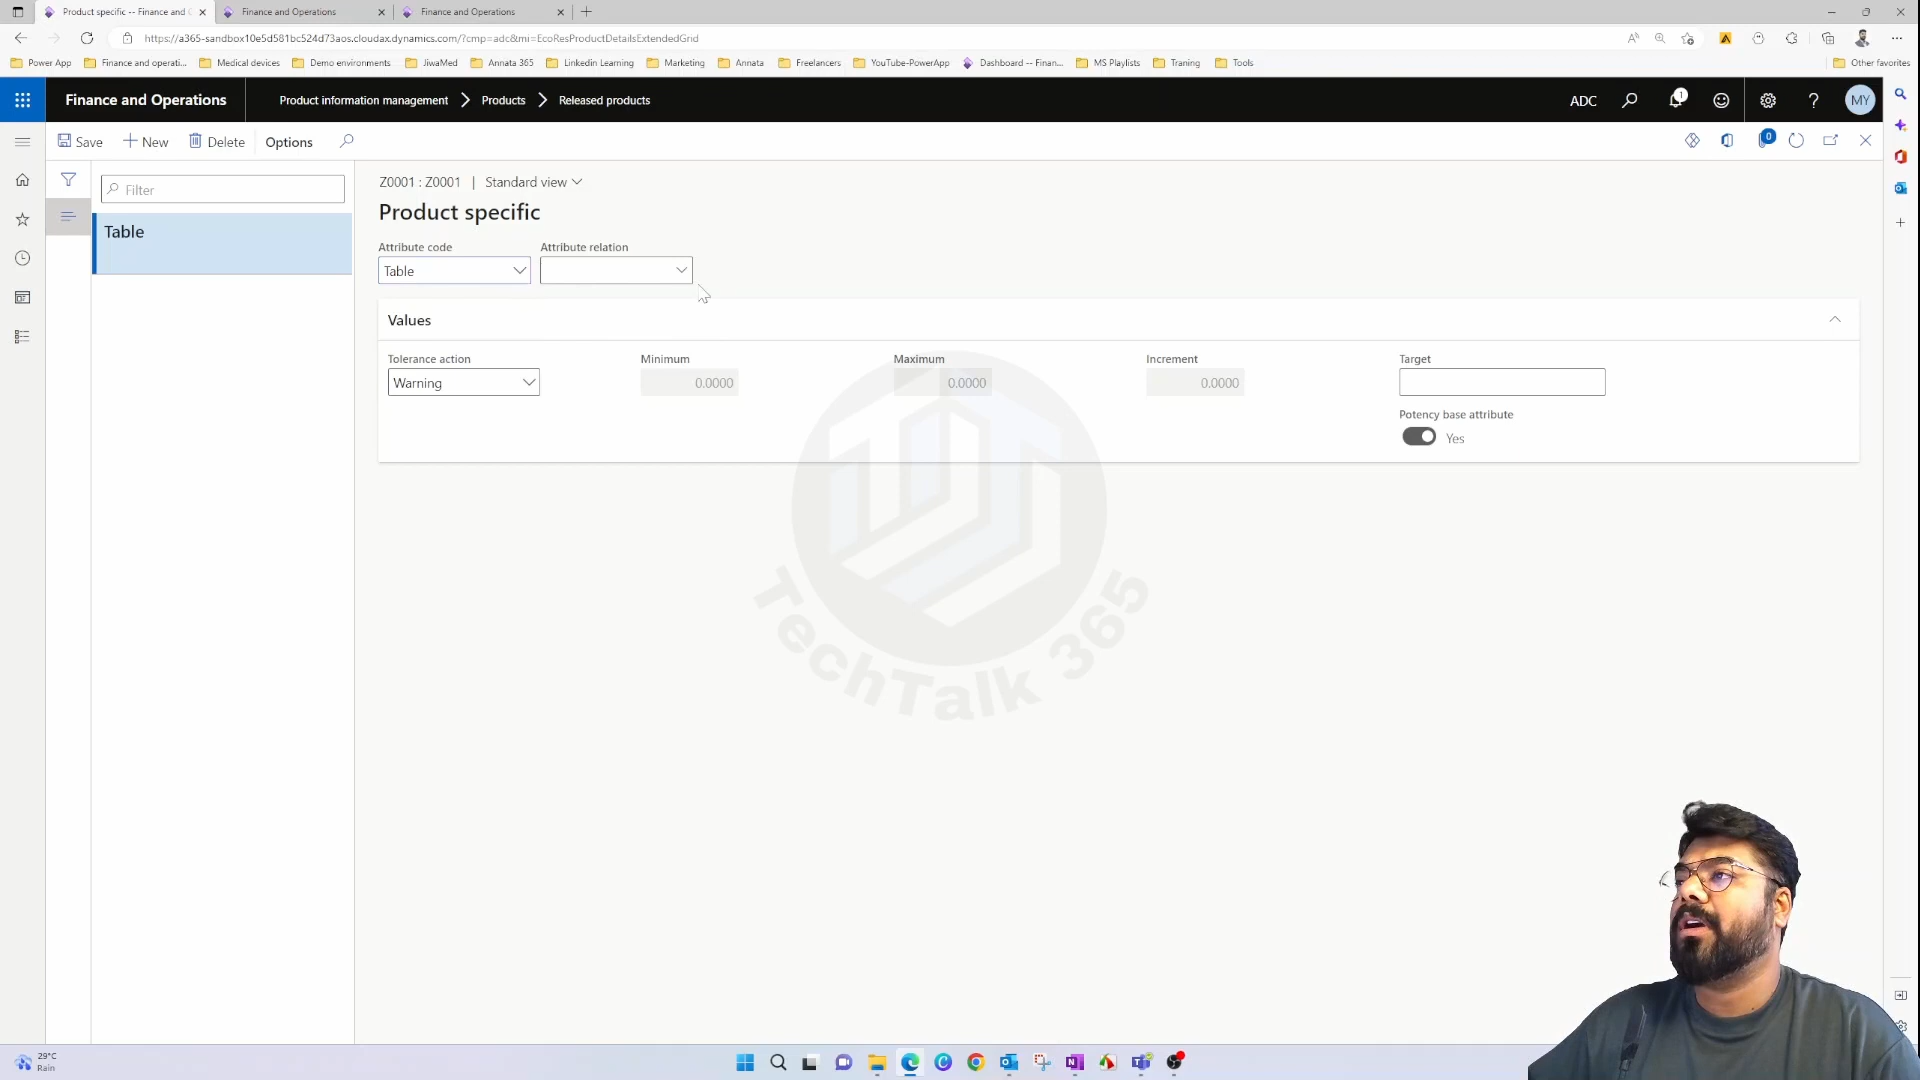 Product specific -- Finance and O
Finance and Operations
Finance and Operations
https://a365-sandbox10e5d581bc524d73aos.cloudax.dynamics.com/?cmp=adc&mi=EcoResProductDetailsExtendedGrid
Power App
Finance and operati...
Medical devices
Demo environments
JiwaMed
Annata 365
Linkedin Learning
Marketing
Annata
Freelancers
YouTube-PowerApp
Dashboard -- Finan...
MS Playlists
Traning
Tools
Other favorites
Finance and Operations
Product information management
Products
Released products
ADC
1
?
MY
Save
New
Delete
Options
0
Filter
Table
Z0001 : Z0001 | Standard view
Product specific
Attribute code
Attribute relation
Table
Values
Tolerance action
Minimum
Maximum
Increment
Target
Warning
0.0000
0.0000
0.0000
Potency base attribute
Yes
TechTalk 365
29°C
Rain